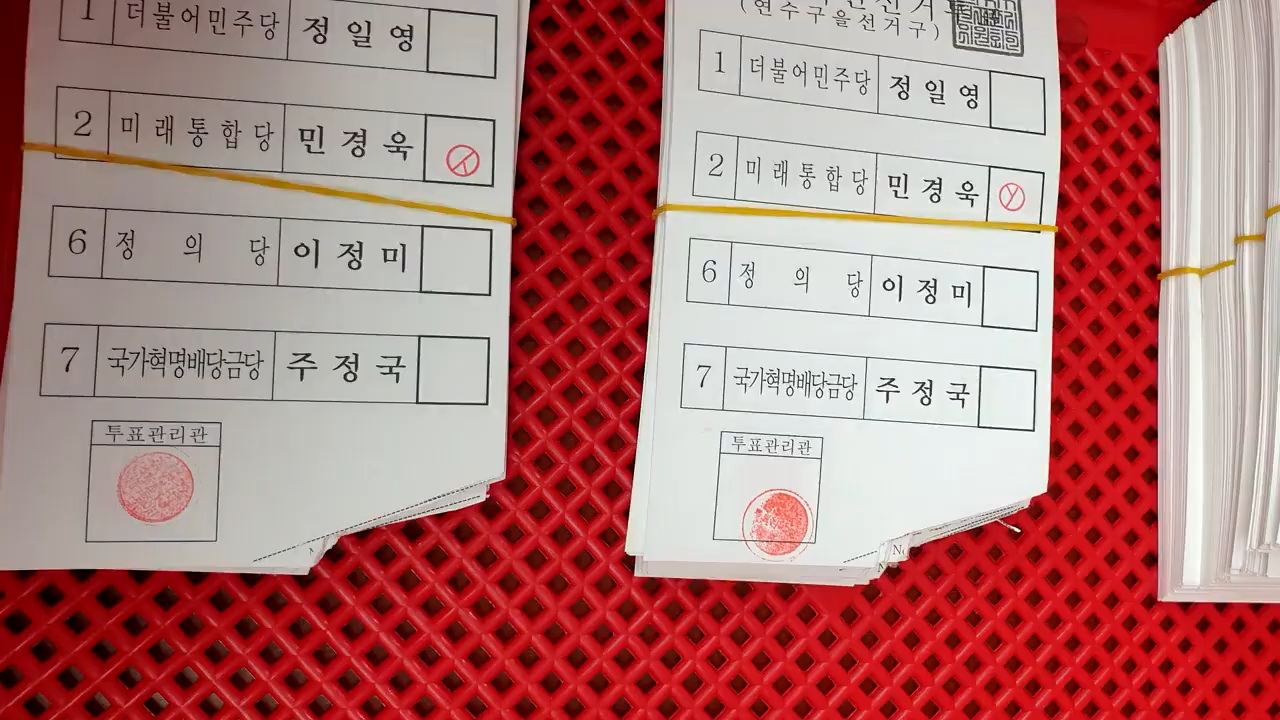 1 더불어민주당 정일영
2 미래통합당 민경욱
6 정의당 이정미
7 국가혁명배당금당 주정국
투표관리관
(연수구을선거구)
1 더불어민주당 정일영
2 미래통합당 민경욱
6 정의당 이정미
7 국가혁명배당금당 주정국
투표관리관
No